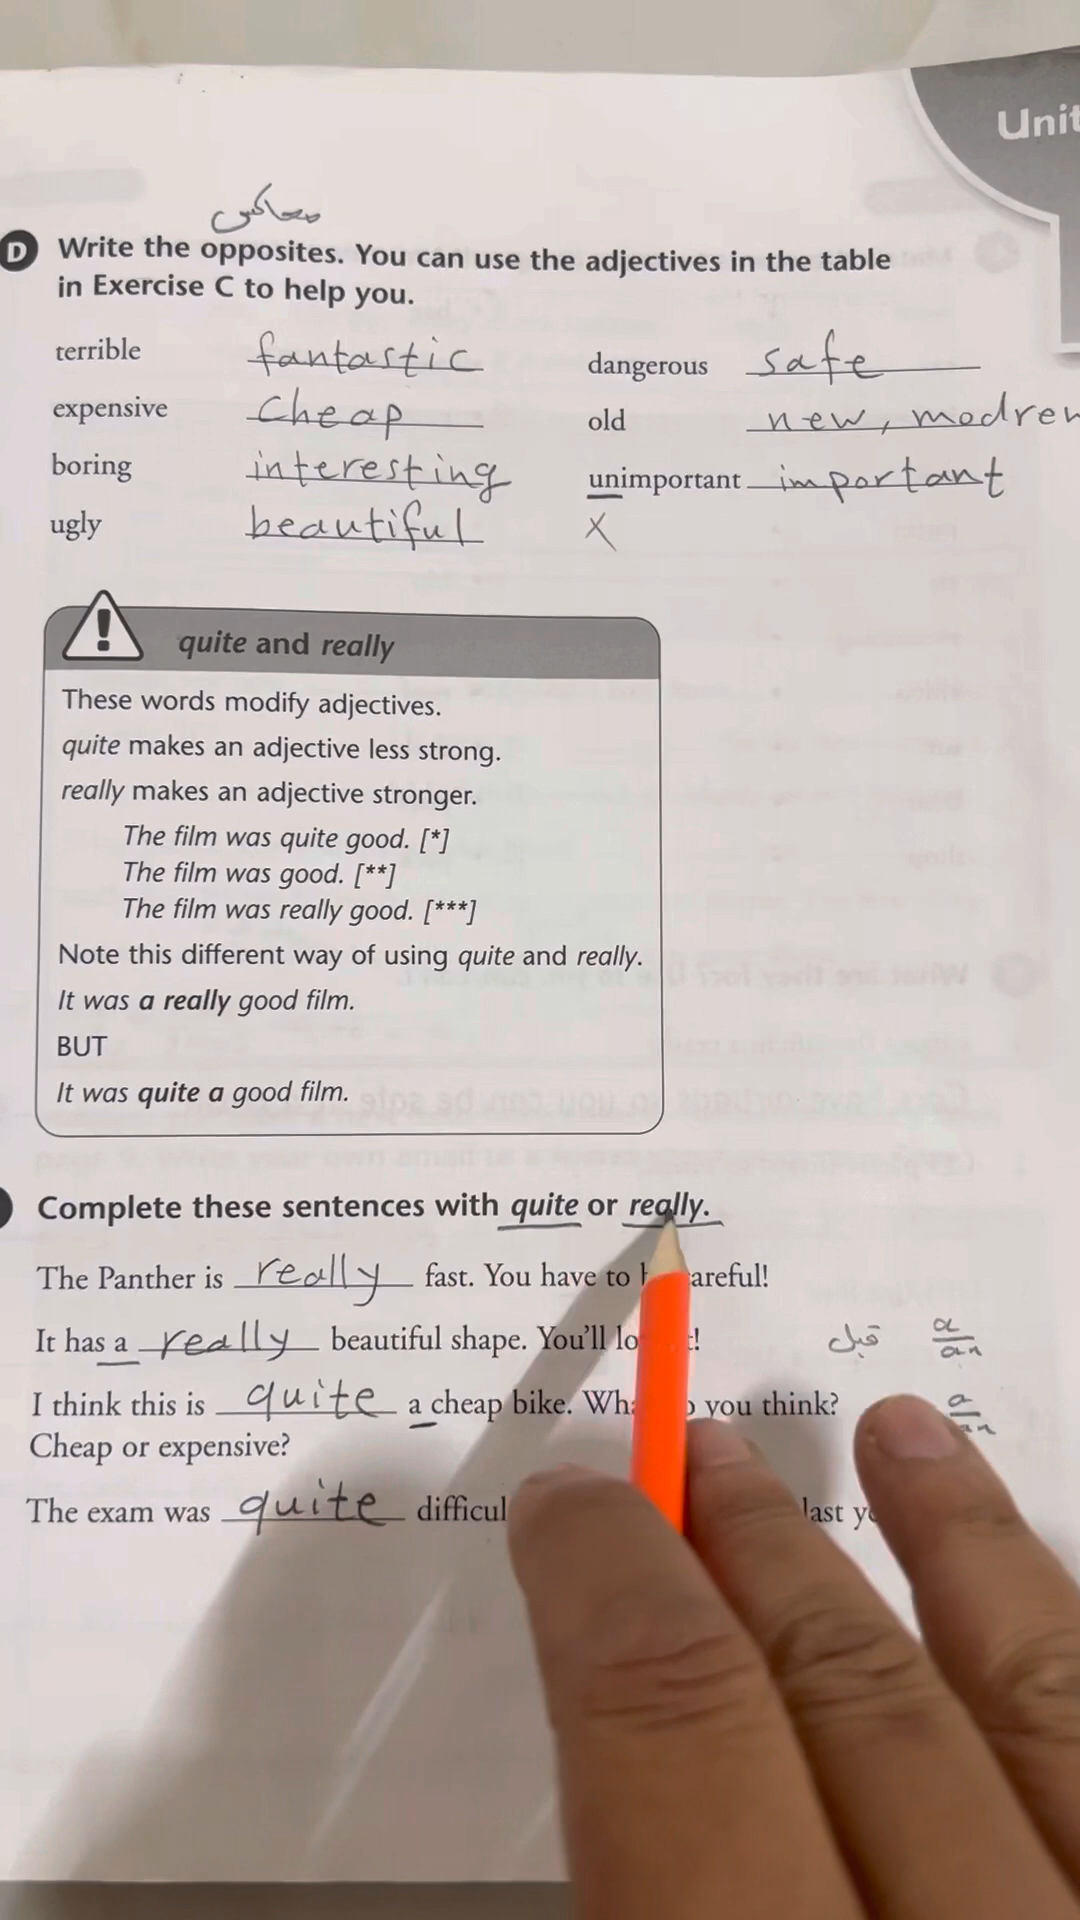 Unit
معاكس
D Write the opposites. You can use the adjectives in the table
in Exercise C to help you.
terrible fantastic dangerous safe
expensive Cheap old new, modren
boring interesting unimportant important
ugly beautiful X
! quite and really
These words modify adjectives.
quite makes an adjective less strong.
really makes an adjective stronger.
The film was quite good. [*]
The film was good. [**]
The film was really good. [***]
Note this different way of using quite and really.
It was a really good film.
BUT
It was quite a good film.
Complete these sentences with quite or really.
The Panther is really fast. You have to careful!
It has a really beautiful shape. You'll
قبل a
an
I think this is quite a cheap bike. you think?
a
an
Cheap or expensive?
The exam was quite last